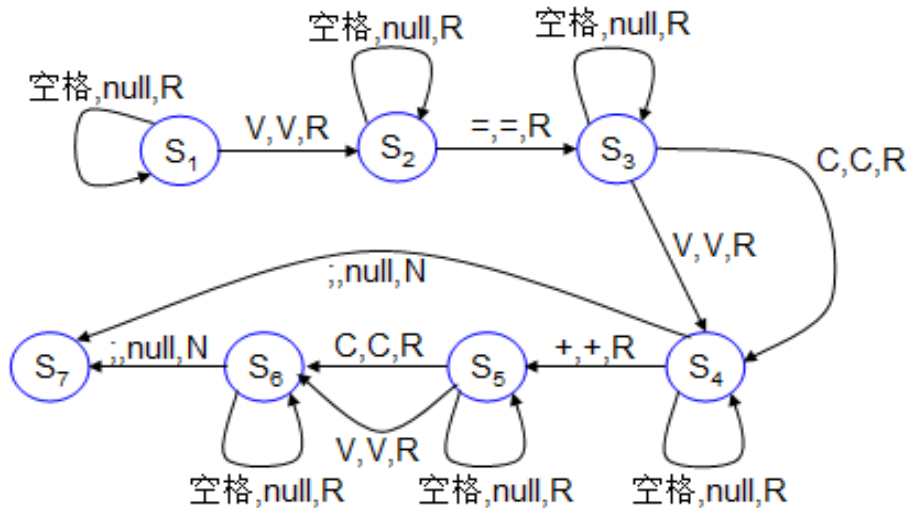 空格,null,R
空格,null,R
空格,null,R
S1
V,V,R
S2
=,=,R
S3
C,C,R
V,V,R
;,,null,N
S7
;,,null,N
S6
C,C,R
V,V,R
S5
+,+,R
S4
空格,null,R
空格,null,R
空格,null,R